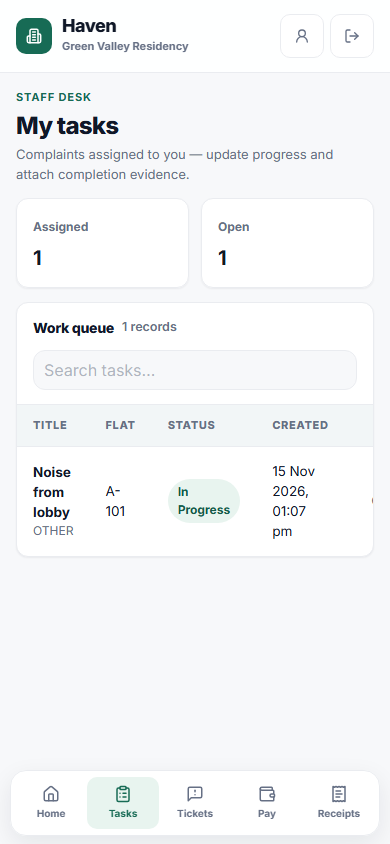 Haven
Green Valley Residency
STAFF DESK
My tasks
Complaints assigned to you — update progress and
attach completion evidence.
Assigned
Open
1
1
Work queue 1 records
Search tasks...
TITLE FLAT STATUS CREATED
Noise
from
lobby
OTHER
A-
101
In
Progress
15 Nov
2026,
01:07
pm
Home Tasks Tickets Pay Receipts